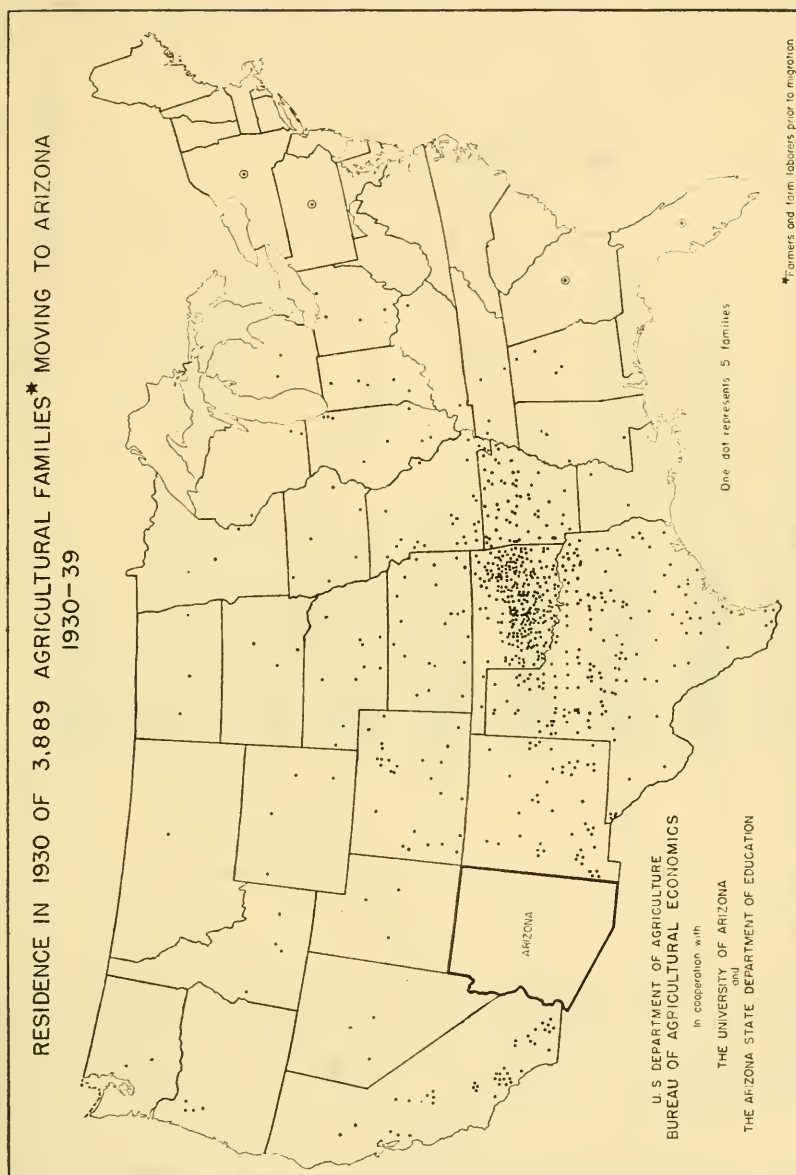 RESIDENCE IN 1930 OF 3,889 AGRICULTURAL FAMILIES* MOVING TO ARIZONA
1930-39
ARIZONA
One dot represents 5 families
U.S DEPARTMENT OF AGRICULTURE
BUREAU OF AGRICULTURAL ECONOMICS
In cooperation with
THE UNIVERSITY OF ARIZONA
and
THE ARIZONA STATE DEPARTMENT OF EDUCATION
*Farmers and farm laborers prior to migration